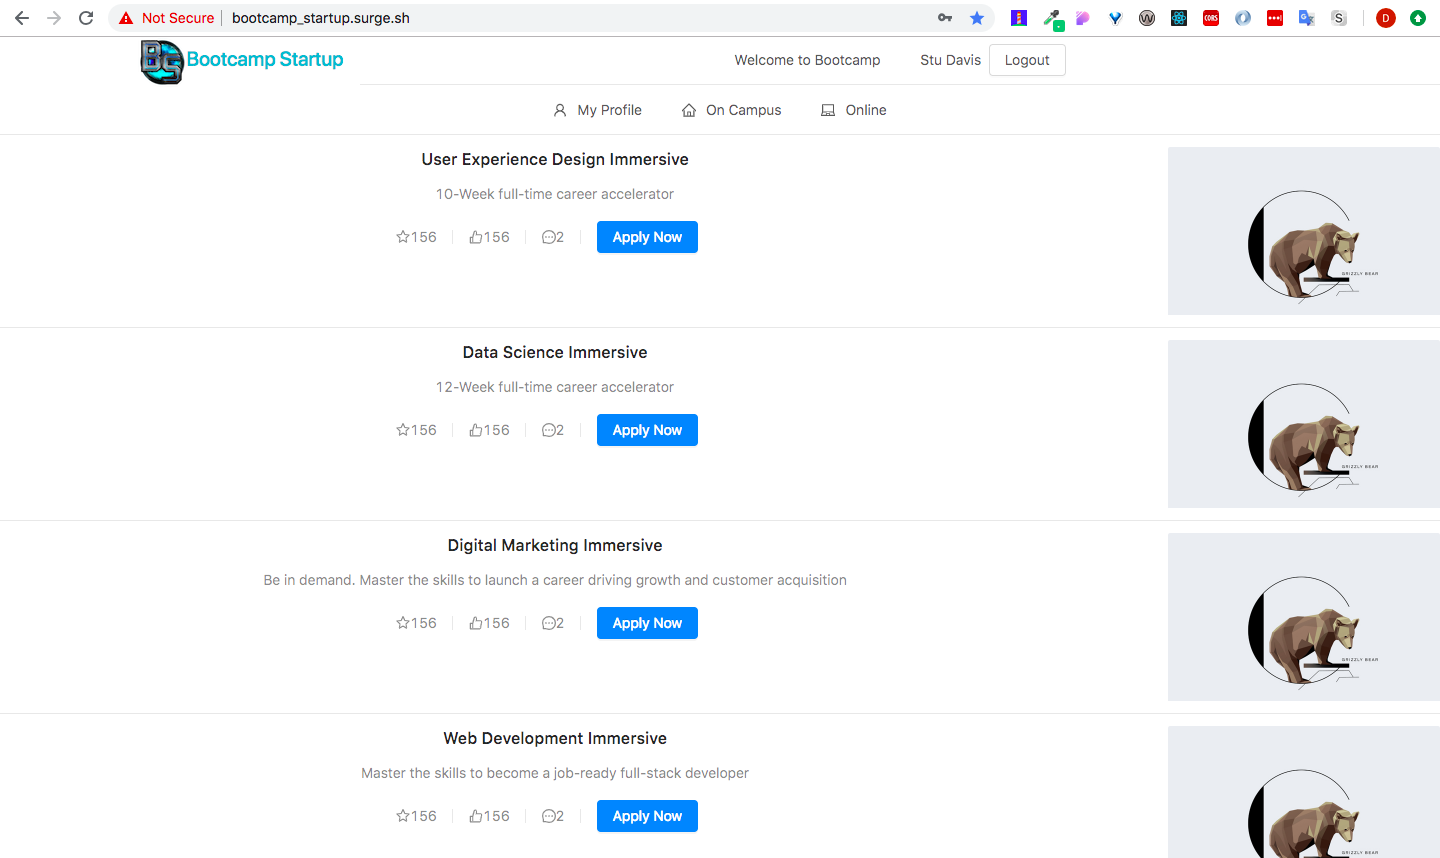 Not Secure | bootcamp_startup.surge.sh
BS Bootcamp Startup
Welcome to Bootcamp
Stu Davis
Logout
My Profile
On Campus
Online
User Experience Design Immersive
10-Week full-time career accelerator
156 156 2 Apply Now
GRIZZLY BEAR
Data Science Immersive
12-Week full-time career accelerator
156 156 2 Apply Now
GRIZZLY BEAR
Digital Marketing Immersive
Be in demand. Master the skills to launch a career driving growth and customer acquisition
156 156 2 Apply Now
GRIZZLY BEAR
Web Development Immersive
Master the skills to become a job-ready full-stack developer
156 156 2 Apply Now